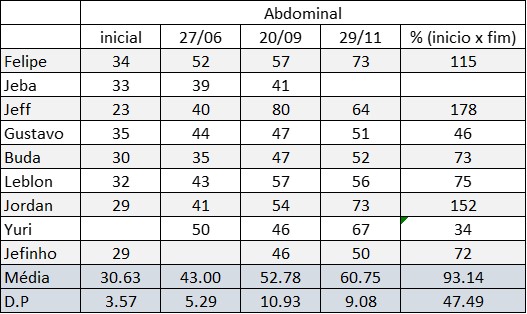 Abdominal
inicial 27/06 20/09 29/11 % (inicio x fim)
Felipe 34 52 57 73 115
Jeba 33 39 41
Jeff 23 40 80 64 178
Gustavo 35 44 47 51 46
Buda 30 35 47 52 73
Leblon 32 43 57 56 75
Jordan 29 41 54 73 152
Yuri 50 46 67 34
Jefinho 29 46 50 72
Média 30.63 43.00 52.78 60.75 93.14
D.P 3.57 5.29 10.93 9.08 47.49